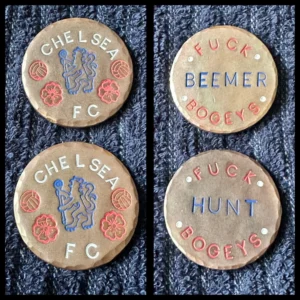 CHELSEA
FC
FUCK
BEEMER
BOGEYS
CHELSEA
FC
FUCK
HUNT
BOGEYS